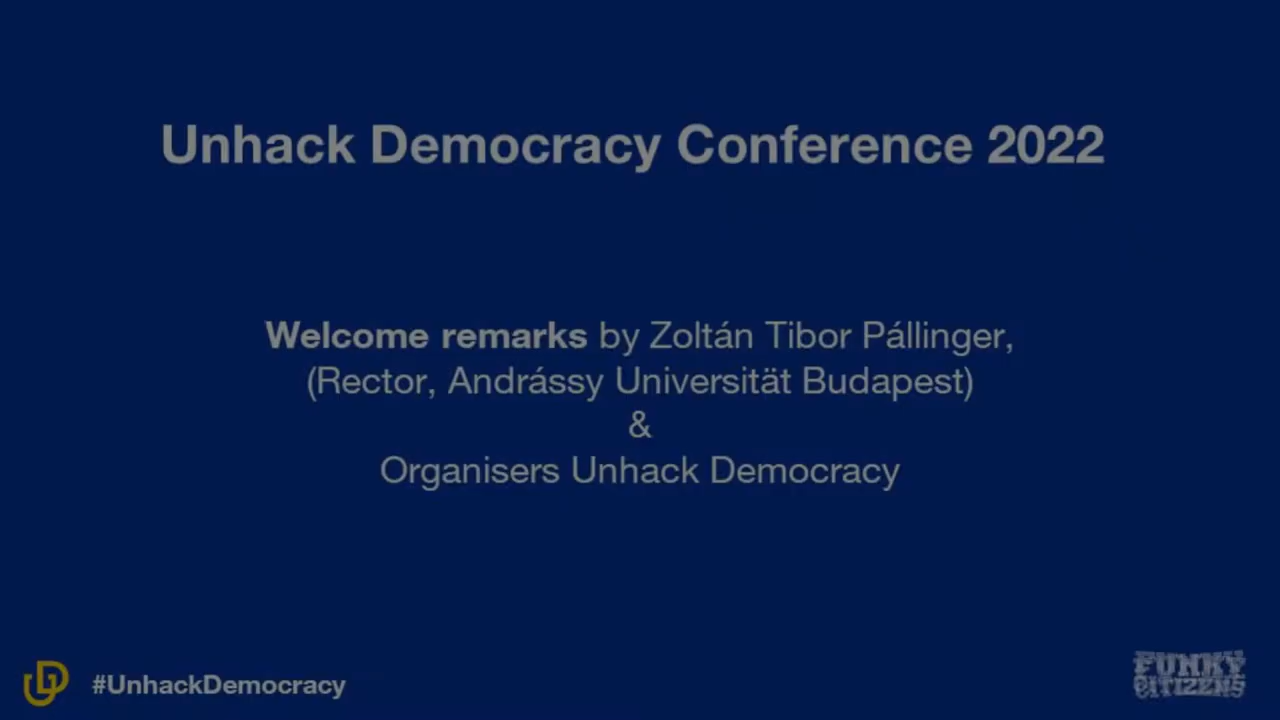 Unhack Democracy Conference 2022
Welcome remarks by Zoltán Tibor Pállinger,
(Rector, Andrássy Universität Budapest)
&
Organisers Unhack Democracy
#UnhackDemocracy
FUNKY
CITIZENS